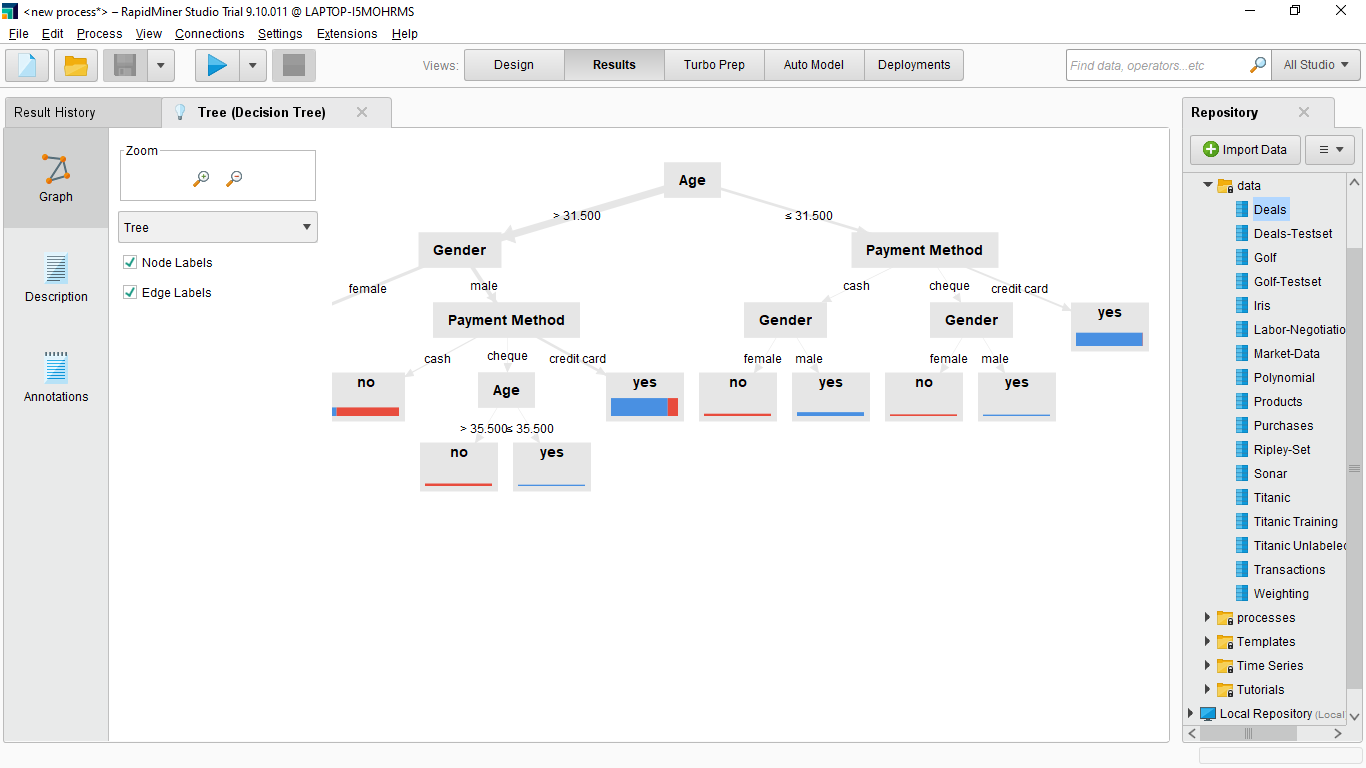 <new process*> – RapidMiner Studio Trial 9.10.011 @ LAPTOP-I5MOHRMS
File Edit Process View Connections Settings Extensions Help
Views: Design Results Turbo Prep Auto Model Deployments
Find data, operators...etc
All Studio
Result History
Tree (Decision Tree)
Graph
Description
Annotations
Zoom
Tree
Node Labels
Edge Labels
Age
> 31.500 ≤ 31.500
Gender Payment Method
female male cash cheque credit card
Payment Method Gender Gender yes
cash cheque credit card female male female male
no Age yes no yes no yes
> 35.500 ≤ 35.500
no yes
Repository
Import Data
data
Deals
Deals-Testset
Golf
Golf-Testset
Iris
Labor-Negotiatio
Market-Data
Polynomial
Products
Purchases
Ripley-Set
Sonar
Titanic
Titanic Training
Titanic Unlabeled
Transactions
Weighting
processes
Templates
Time Series
Tutorials
Local Repository (Local